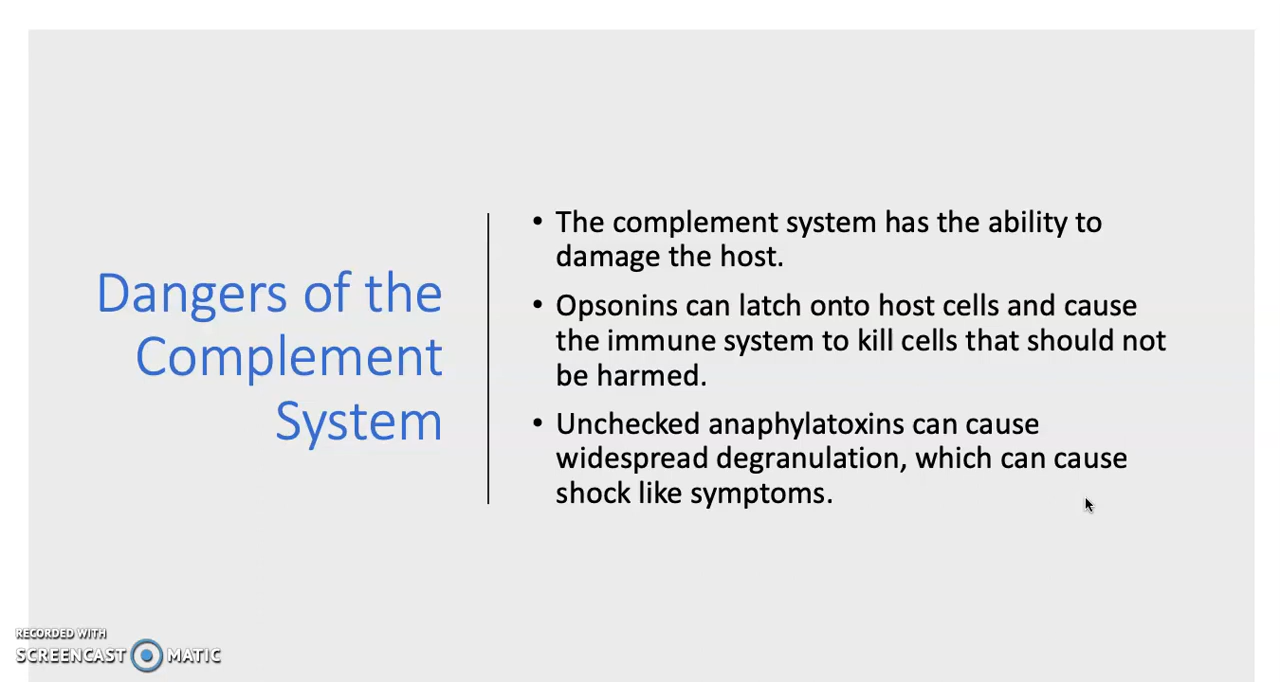 Dangers of the
Complement
System
• The complement system has the ability to
damage the host.
• Opsonins can latch onto host cells and cause
the immune system to kill cells that should not
be harmed.
• Unchecked anaphylatoxins can cause
widespread degranulation, which can cause
shock like symptoms.
RECORDED WITH
SCREENCAST MATIC